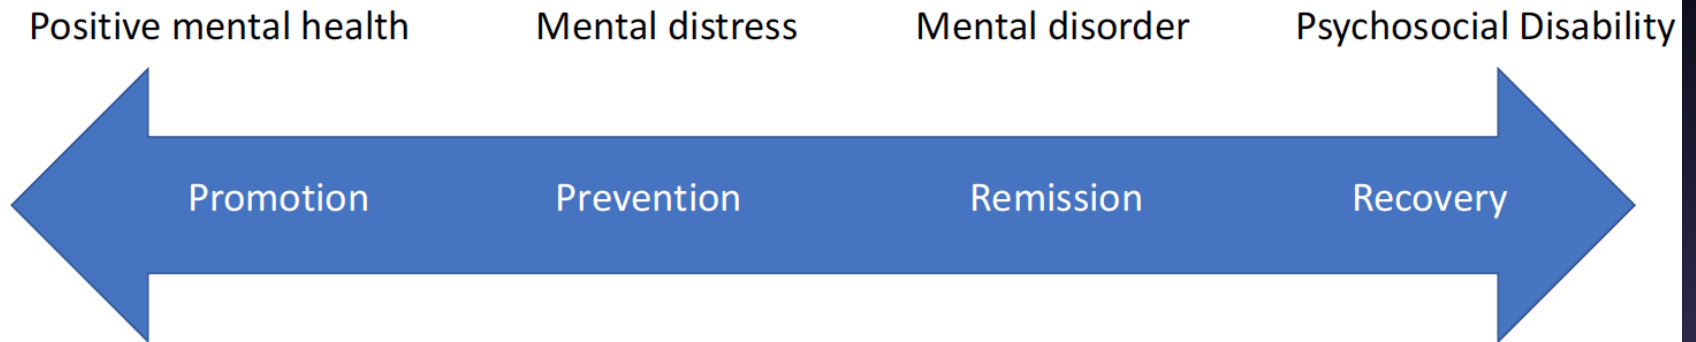 Positive mental health Mental distress Mental disorder Psychosocial Disability
Promotion Prevention Remission Recovery